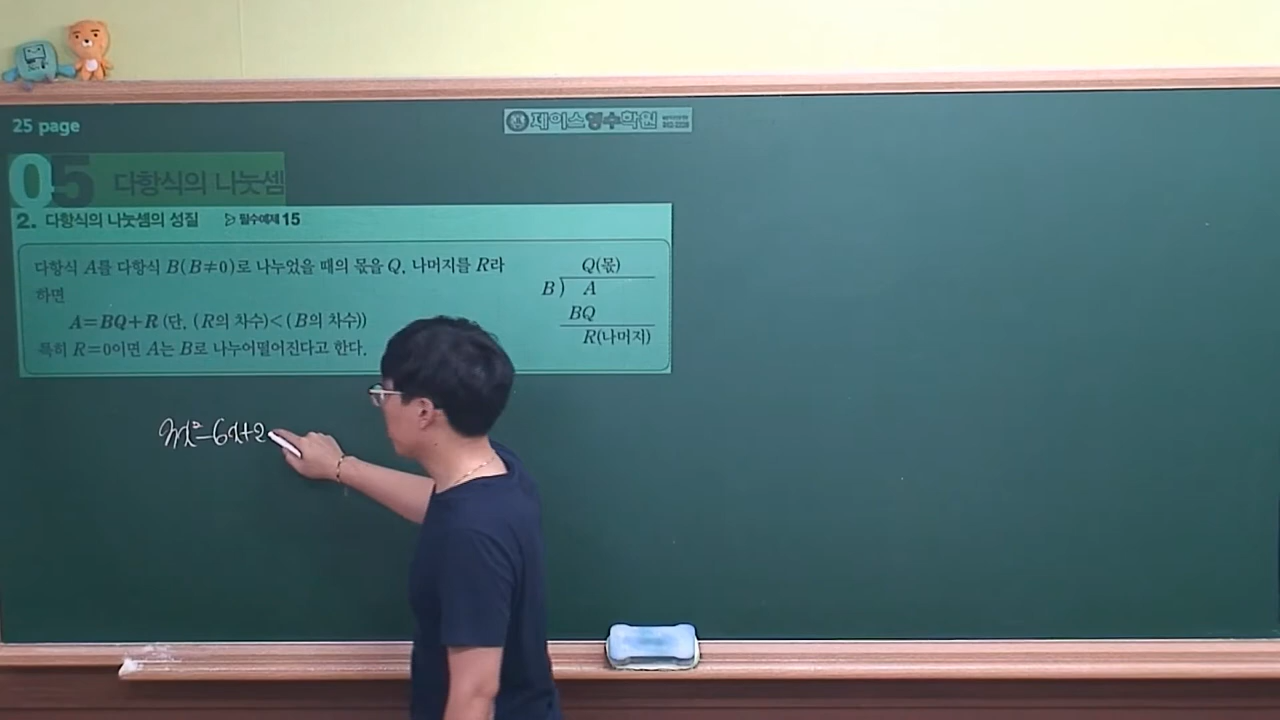 25 page
제이스영수학원
05 다항식의 나눗셈
2. 다항식의 나눗셈의 성질 ▷ 필수예제 15
다항식 A를 다항식 B(B≠0)로 나누었을 때의 몫을 Q, 나머지를 R라
하면
A=BQ+R (단, (R의 차수)<(B의 차수))
특히 R=0이면 A는 B로 나누어떨어진다고 한다.
Q(몫)
B) A
BQ
R(나머지)
x²-6x+2